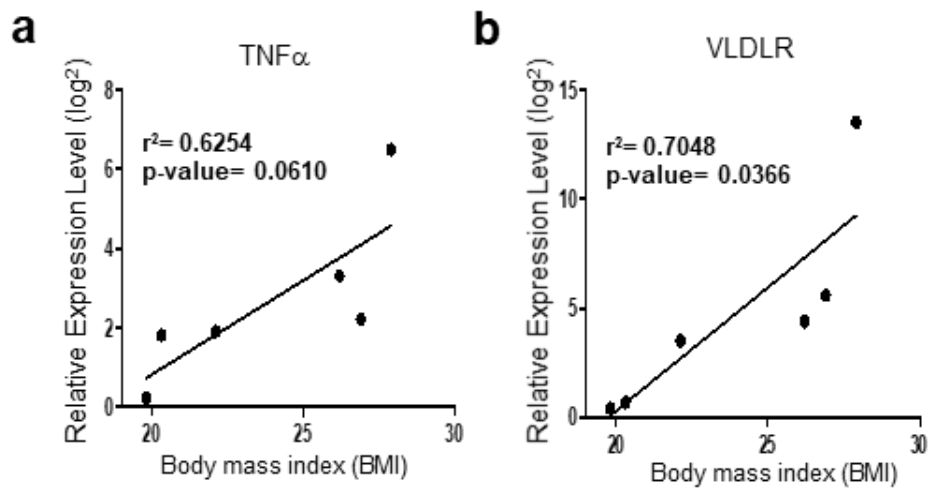 a
TNFα
Relative Expression Level (log²)
8
6
4
2
0
r²= 0.6254
p-value= 0.0610
20
25
30
Body mass index (BMI)
b
VLDLR
Relative Expression Level (log²)
15
10
5
0
r²= 0.7048
p-value= 0.0366
20
25
30
Body mass index (BMI)